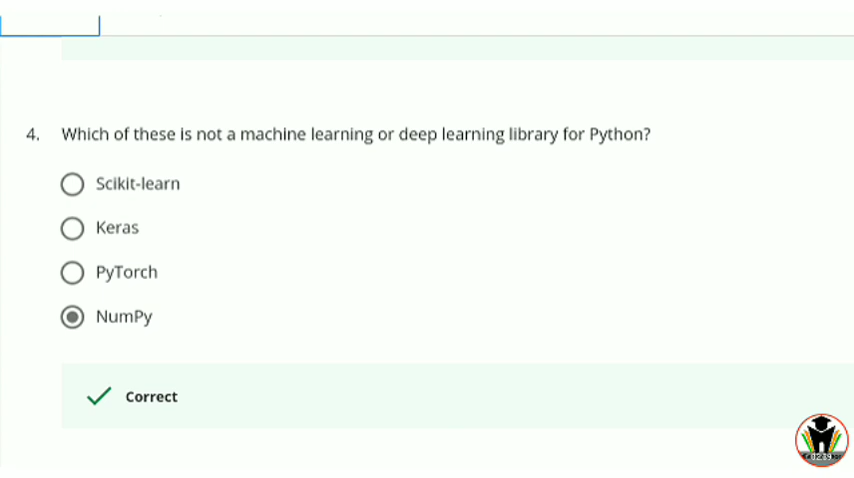 4. Which of these is not a machine learning or deep learning library for Python?
Scikit-learn
Keras
PyTorch
NumPy
Correct